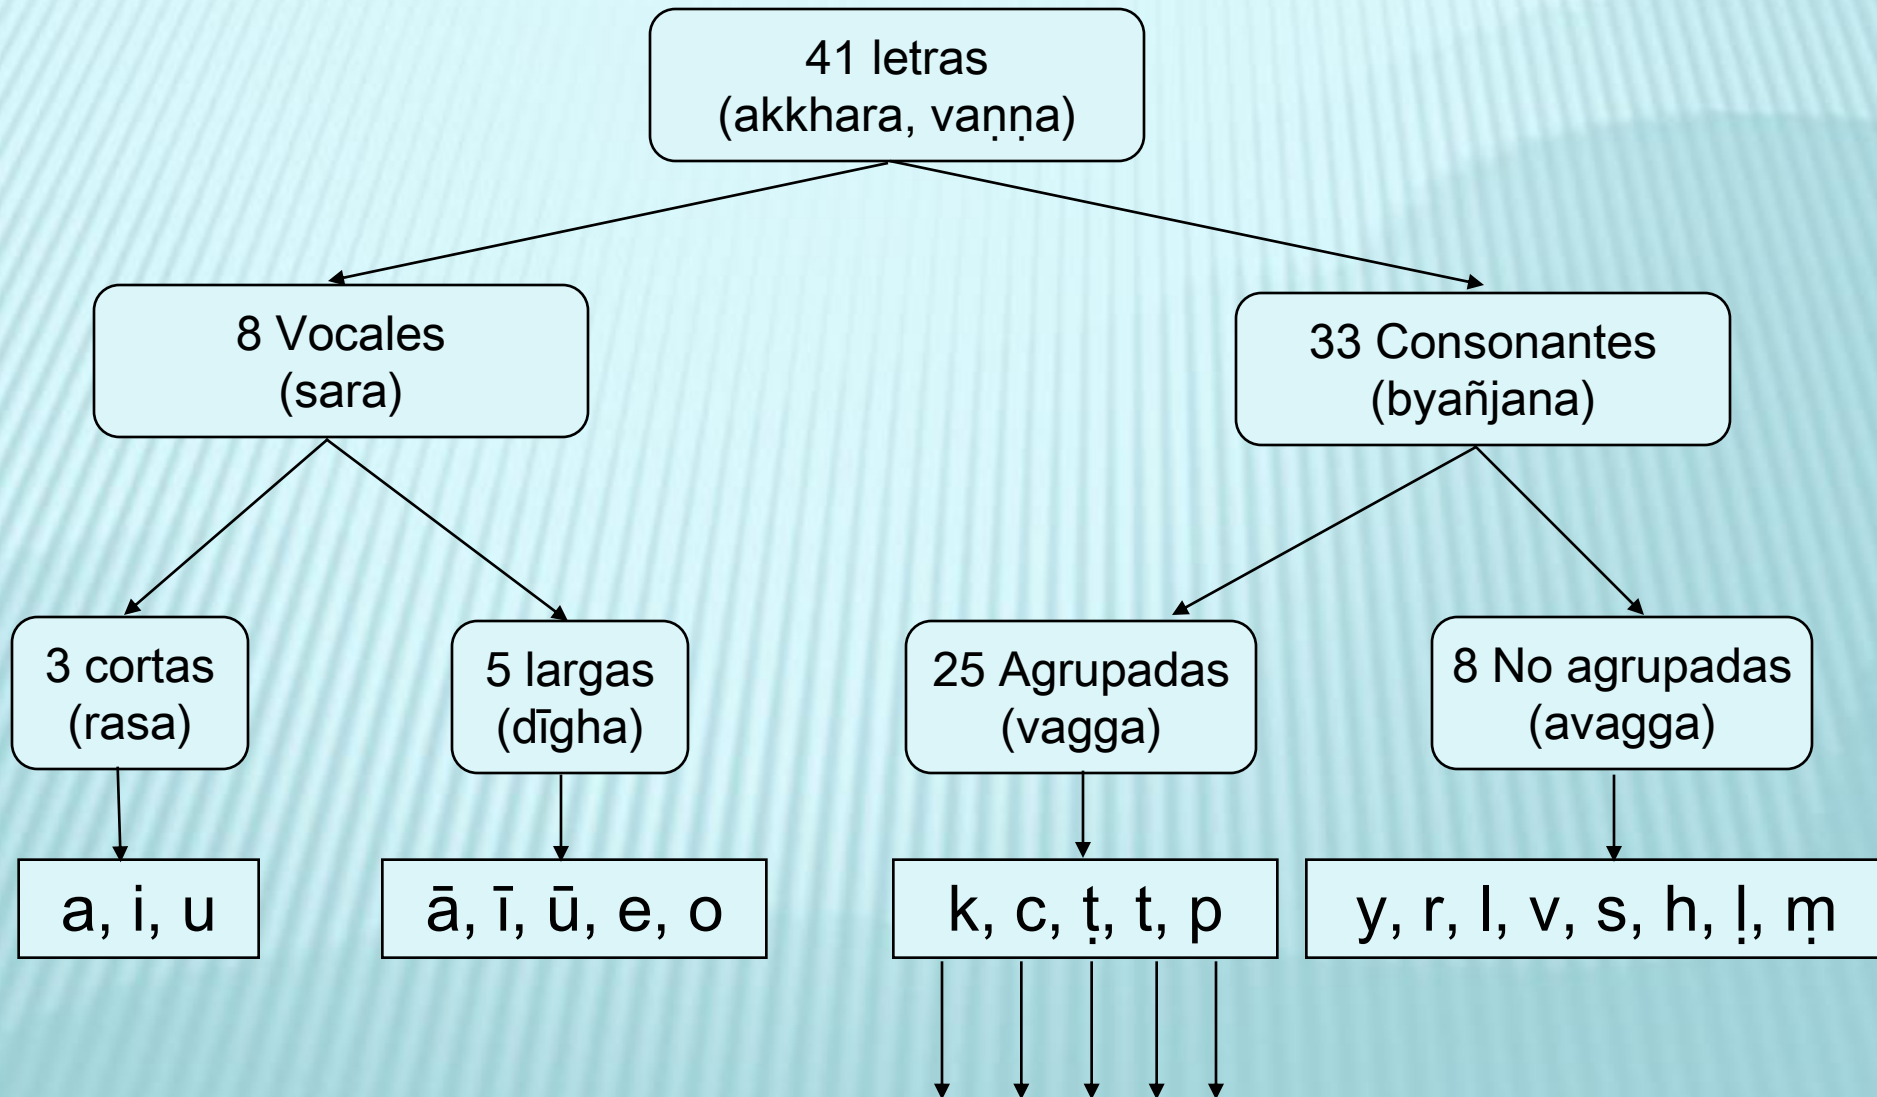 41 letras
(akkhara, vaṇṇa)
8 Vocales
(sara)
33 Consonantes
(byañjana)
3 cortas
(rasa)
5 largas
(dīgha)
25 Agrupadas
(vagga)
8 No agrupadas
(avagga)
a, i, u
ā, ī, ū, e, o
k, c, ṭ, t, p
y, r, l, v, s, h, ḷ, ṃ